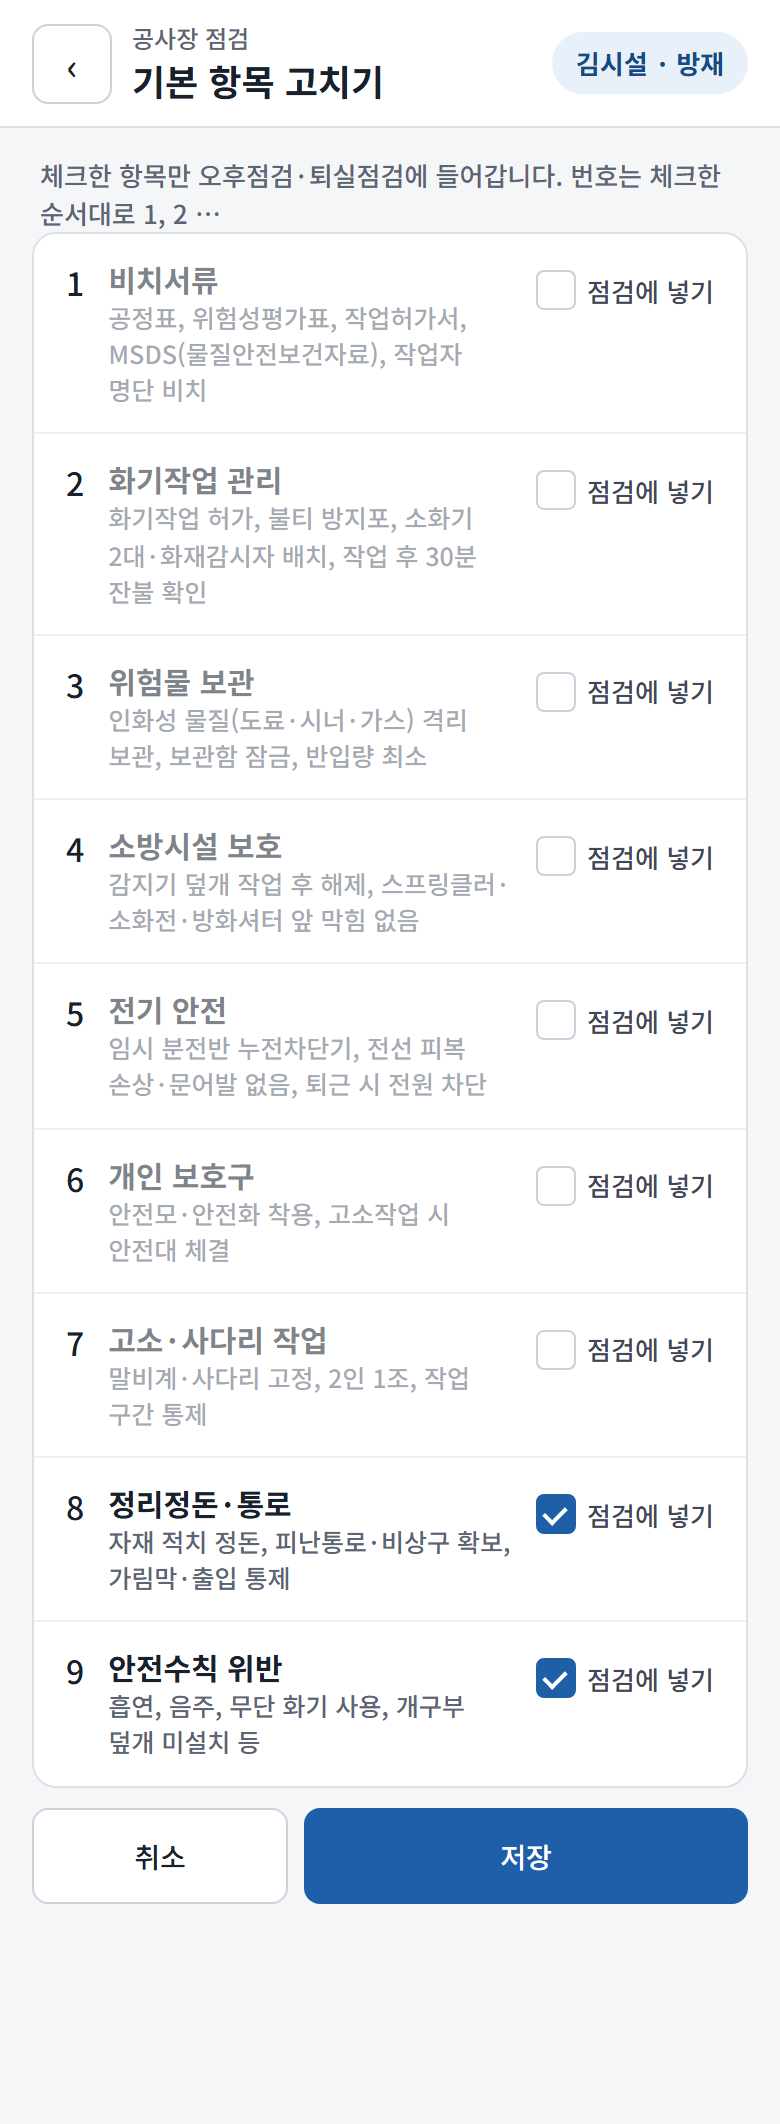 ‹
공사장 점검
기본 항목 고치기
김시설 · 방재
체크한 항목만 오후점검·퇴실점검에 들어갑니다. 번호는 체크한
순서대로 1, 2 …
1
비치서류
공정표, 위험성평가표, 작업허가서,
MSDS(물질안전보건자료), 작업자
명단 비치
점검에 넣기
2
화기작업 관리
화기작업 허가, 불티 방지포, 소화기
2대·화재감시자 배치, 작업 후 30분
잔불 확인
점검에 넣기
3
위험물 보관
인화성 물질(도료·시너·가스) 격리
보관, 보관함 잠금, 반입량 최소
점검에 넣기
4
소방시설 보호
감지기 덮개 작업 후 해제, 스프링클러·
소화전·방화셔터 앞 막힘 없음
점검에 넣기
5
전기 안전
임시 분전반 누전차단기, 전선 피복
손상·문어발 없음, 퇴근 시 전원 차단
점검에 넣기
6
개인 보호구
안전모·안전화 착용, 고소작업 시
안전대 체결
점검에 넣기
7
고소·사다리 작업
말비계·사다리 고정, 2인 1조, 작업
구간 통제
점검에 넣기
8
정리정돈·통로
자재 적치 정돈, 피난통로·비상구 확보,
가림막·출입 통제
점검에 넣기
9
안전수칙 위반
흡연, 음주, 무단 화기 사용, 개구부
덮개 미설치 등
점검에 넣기
취소
저장